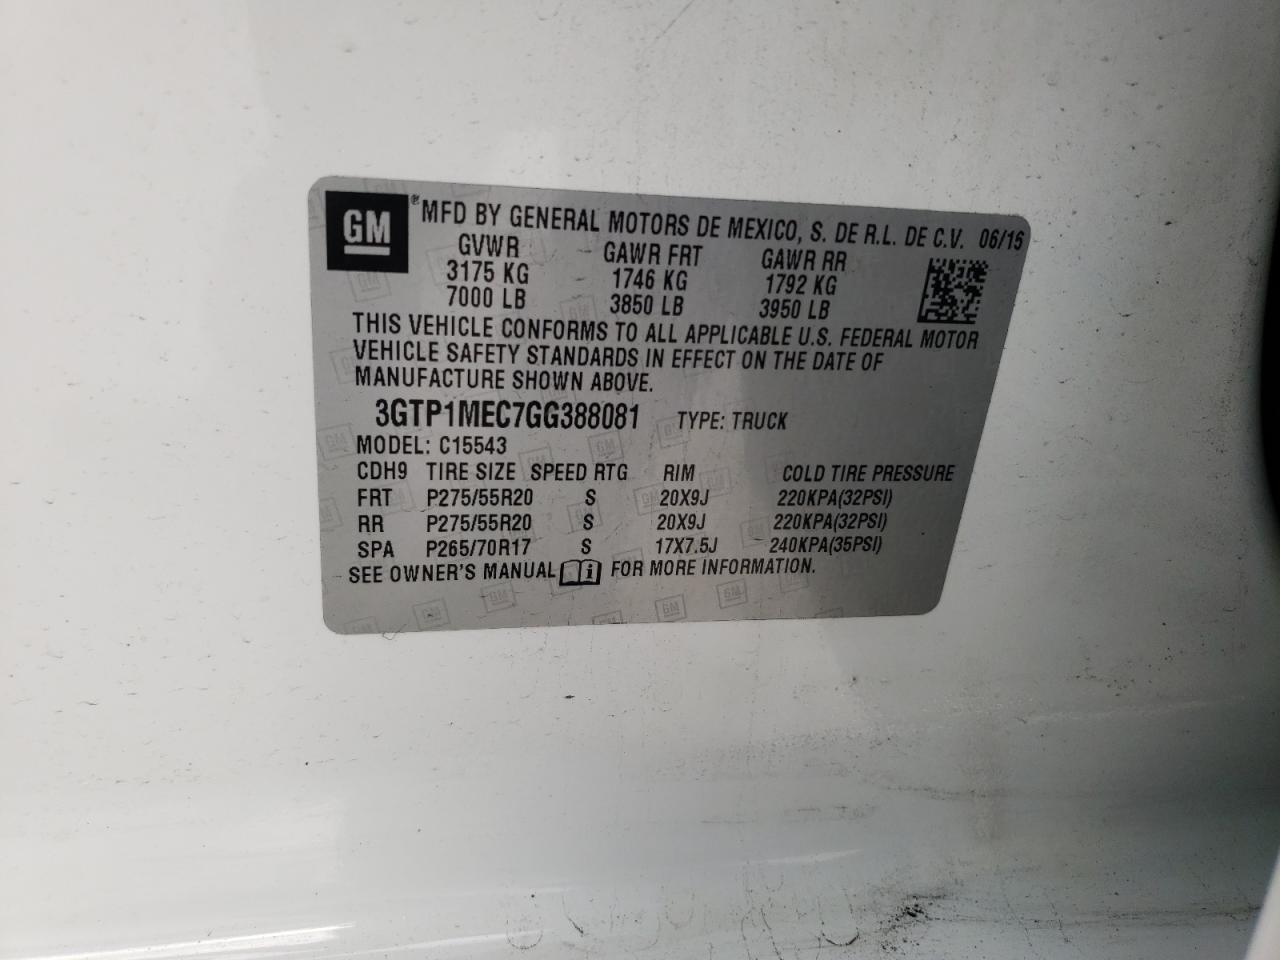 GM ® MFD BY GENERAL MOTORS DE MEXICO, S. DE R.L. DE C.V. 06/16
GVWR GAWR FRT GAWR RR
3175 KG 1746 KG 1792 KG
7000 LB 3850 LB 3950 LB
THIS VEHICLE CONFORMS TO ALL APPLICABLE U.S. FEDERAL MOTOR
VEHICLE SAFETY STANDARDS IN EFFECT ON THE DATE OF
MANUFACTURE SHOWN ABOVE.
3GTP1MEC7GG388081 TYPE: TRUCK
MODEL: C15543
CDH9 TIRE SIZE SPEED RTG RIM COLD TIRE PRESSURE
FRT P275/55R20 S 20X9J 220KPA(32PSI)
RR P275/55R20 S 20X9J 220KPA(32PSI)
SPA P265/70R17 S 17X7.5J 240KPA(35PSI)
SEE OWNER'S MANUAL i FOR MORE INFORMATION.